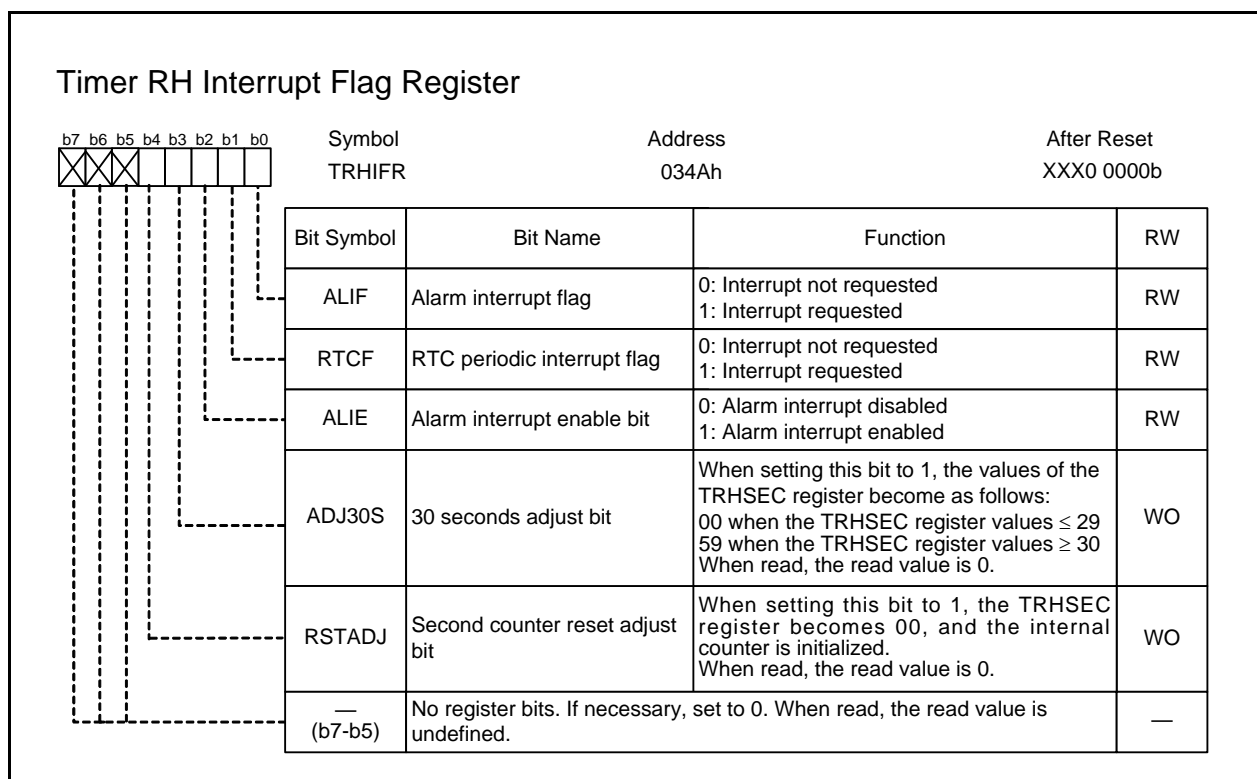 Timer RH Interrupt Flag Register
b7 b6 b5 b4 b3 b2 b1 b0
Symbol Address After Reset
TRHIFR 034Ah XXX0 0000b
Bit Symbol Bit Name Function RW
ALIF Alarm interrupt flag 0: Interrupt not requested RW
1: Interrupt requested
RTCF RTC periodic interrupt flag 0: Interrupt not requested RW
1: Interrupt requested
ALIE Alarm interrupt enable bit 0: Alarm interrupt disabled RW
1: Alarm interrupt enabled
ADJ30S 30 seconds adjust bit When setting this bit to 1, the values of the WO
TRHSEC register become as follows:
00 when the TRHSEC register values ≤ 29
59 when the TRHSEC register values ≥ 30
When read, the read value is 0.
RSTADJ Second counter reset adjust bit When setting this bit to 1, the TRHSEC WO
register becomes 00, and the internal
counter is initialized.
When read, the read value is 0.
— No register bits. If necessary, set to 0. When read, the read value is —
(b7-b5) undefined.